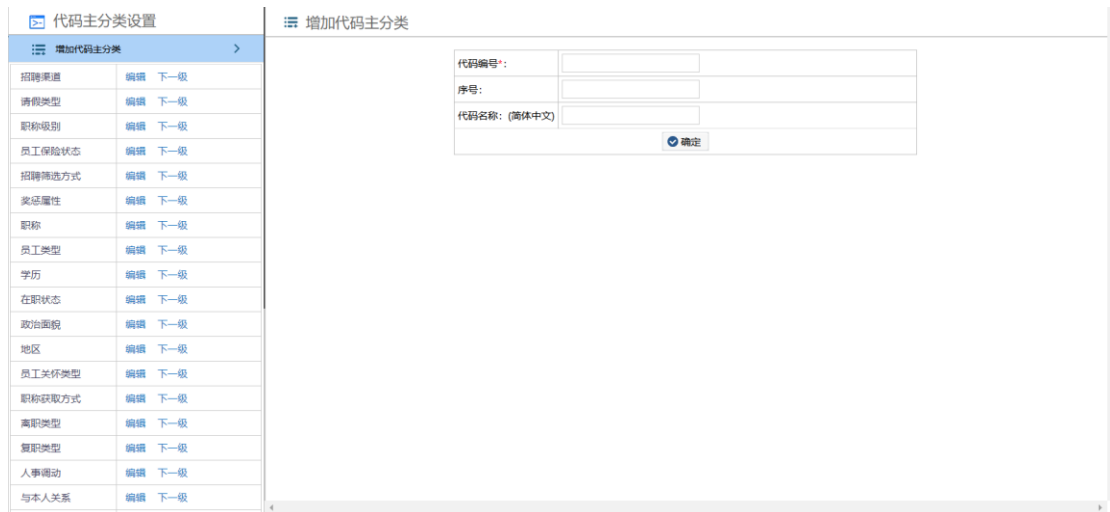 代码主分类设置
增加代码主分类
招聘渠道 编辑 下一级
请假类型 编辑 下一级
职称级别 编辑 下一级
员工保险状态 编辑 下一级
招聘筛选方式 编辑 下一级
奖惩属性 编辑 下一级
职称 编辑 下一级
员工类型 编辑 下一级
学历 编辑 下一级
在职状态 编辑 下一级
政治面貌 编辑 下一级
地区 编辑 下一级
员工关怀类型 编辑 下一级
职称获取方式 编辑 下一级
离职类型 编辑 下一级
复职类型 编辑 下一级
人事调动 编辑 下一级
与本人关系 编辑 下一级
增加代码主分类
代码编号*:
序号:
代码名称: (简体中文)
确定